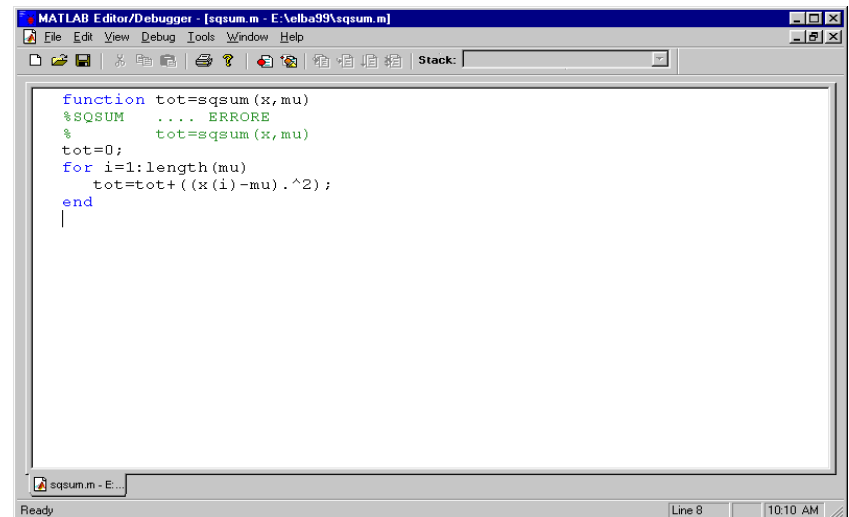 MATLAB Editor/Debugger - [sqsum.m - E:\elba99\sqsum.m]
File Edit View Debug Tools Window Help
Stack:
function tot=sqsum(x,mu)
%SQSUM .... ERRORE
% tot=sqsum(x,mu)
tot=0;
for i=1:length(mu)
tot=tot+((x(i)-mu).^2);
end
sqsum.m - E:...
Ready Line 8 10:10 AM